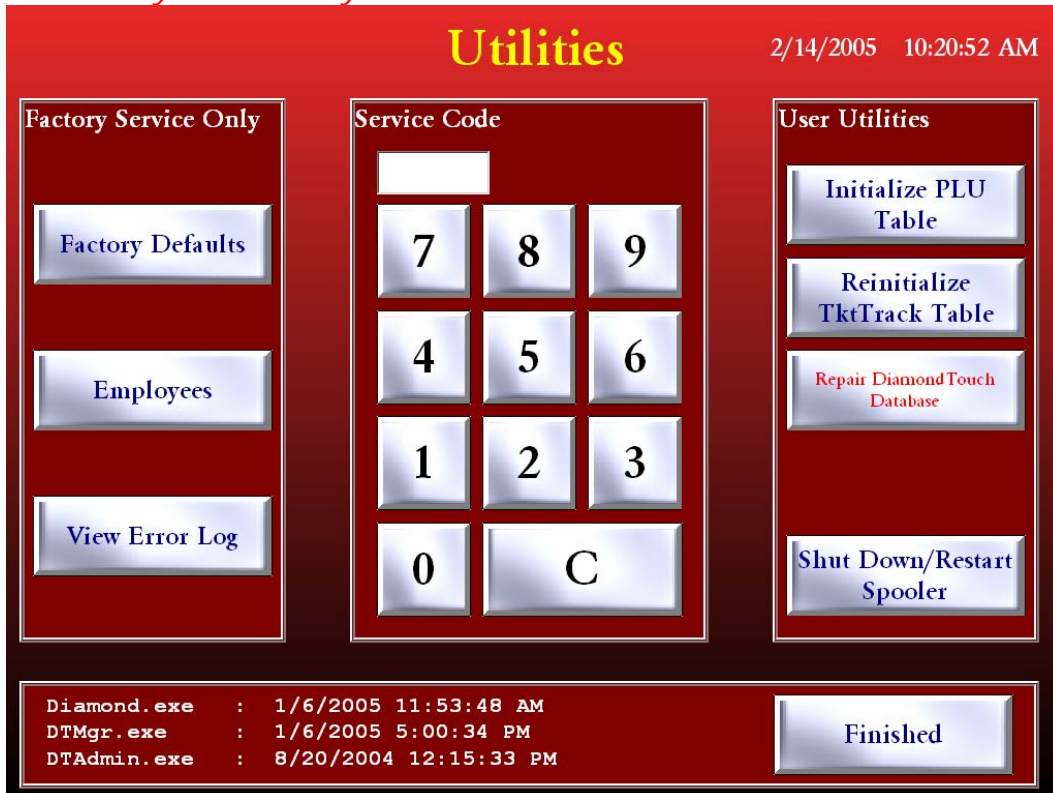 Utilities
2/14/2005 10:20:52 AM
Factory Service Only
Factory Defaults
Employees
View Error Log
Service Code
7 8 9
4 5 6
1 2 3
0 C
User Utilities
Initialize PLU
Table
Reinitialize
TktTrack Table
Repair Diamond Touch
Database
Shut Down/Restart
Spooler
Diamond.exe : 1/6/2005 11:53:48 AM
DTMgr.exe : 1/6/2005 5:00:34 PM
DTAdmin.exe : 8/20/2004 12:15:33 PM
Finished